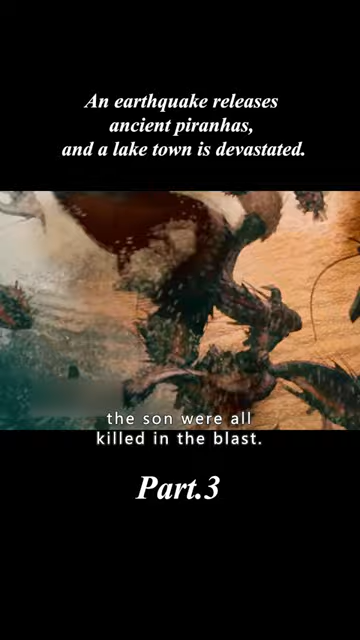 An earthquake releases
ancient piranhas,
and a lake town is devastated.
the son were all
killed in the blast.
Part.3